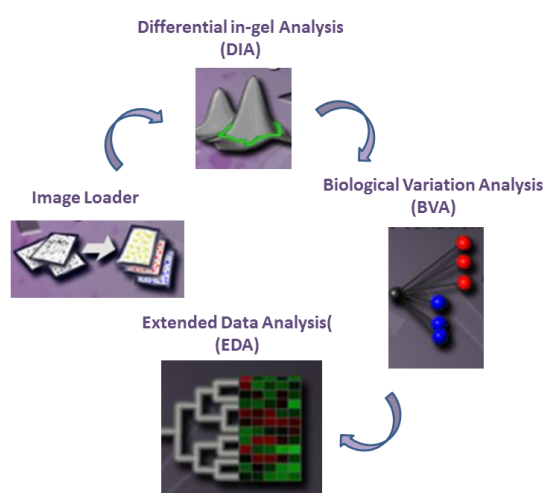 Differential in-gel Analysis
(DIA)
Image Loader
Biological Variation Analysis
(BVA)
Extended Data Analysis(
(EDA)